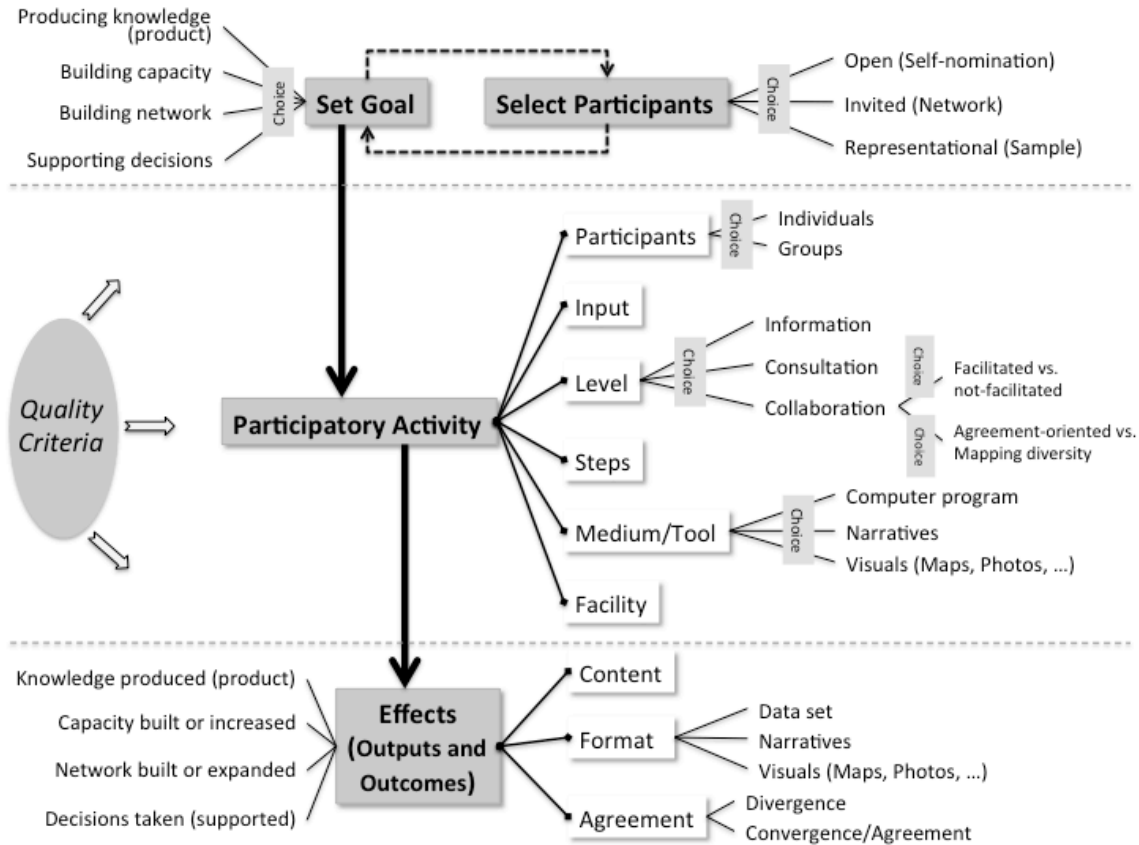 Producing knowledge
(product)
Building capacity
Building network
Supporting decisions
Choice
Set Goal
Select Participants
Choice
Open (Self-nomination)
Invited (Network)
Representational (Sample)
Quality
Criteria
Participatory Activity
Participants
Choice
Individuals
Groups
Input
Level
Choice
Information
Consultation
Collaboration
Choice
Facilitated vs.
not-facilitated
Choice
Agreement-oriented vs.
Mapping diversity
Steps
Medium/Tool
Choice
Computer program
Narratives
Visuals (Maps, Photos, ...)
Facility
Knowledge produced (product)
Capacity built or increased
Network built or expanded
Decisions taken (supported)
Effects
(Outputs and
Outcomes)
Content
Format
Data set
Narratives
Visuals (Maps, Photos, ...)
Agreement
Divergence
Convergence/Agreement